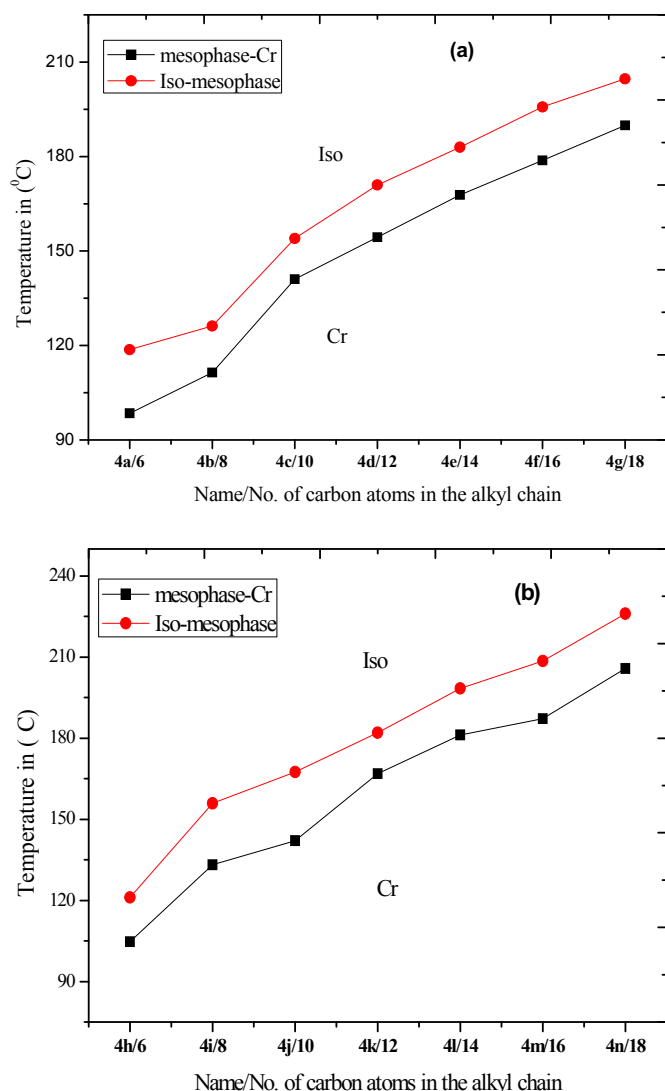 (a)
mesophase-Cr
Iso-mesophase
210
180
150
120
90
Temperature in (⁰C)
Iso
Cr
4a/6 4b/8 4c/10 4d/12 4e/14 4f/16 4g/18
Name/No. of carbon atoms in the alkyl chain
(b)
mesophase-Cr
Iso-mesophase
240
210
180
150
120
90
Temperature in ( C)
Iso
Cr
4h/6 4i/8 4j/10 4k/12 4l/14 4m/16 4n/18
Name/No. of carbon atoms in the alkyl chain